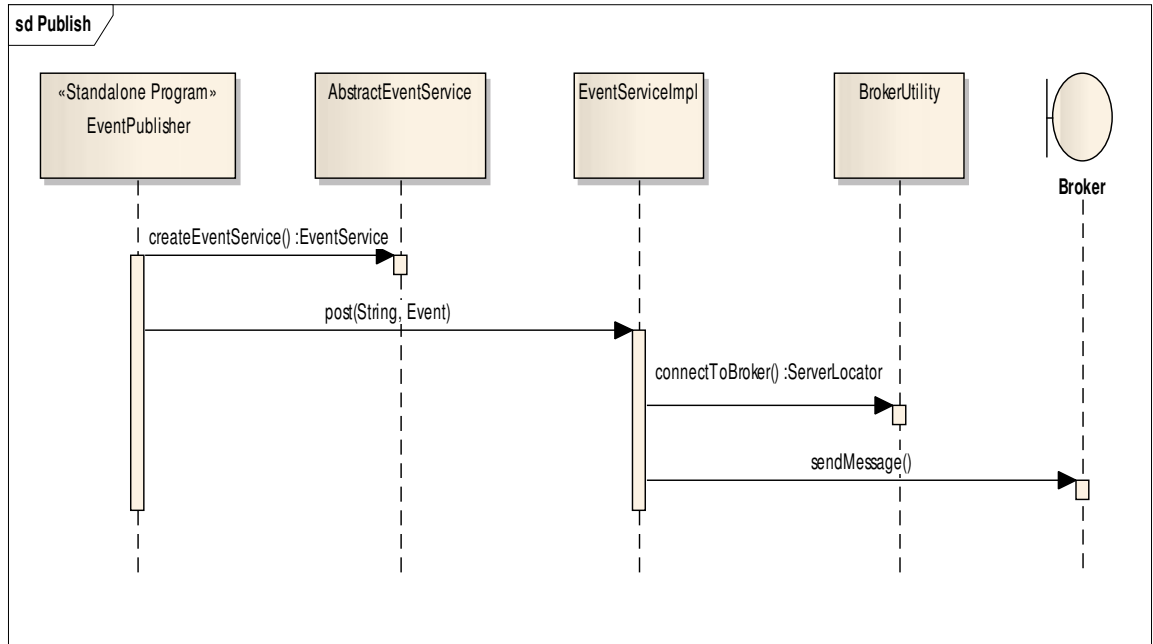 sd Publish
«Standalone Program»
EventPublisher
AbstractEventService
EventServiceImpl
BrokerUtility
Broker
createEventService() :EventService
post(String, Event)
connectToBroker() :ServerLocator
sendMessage()